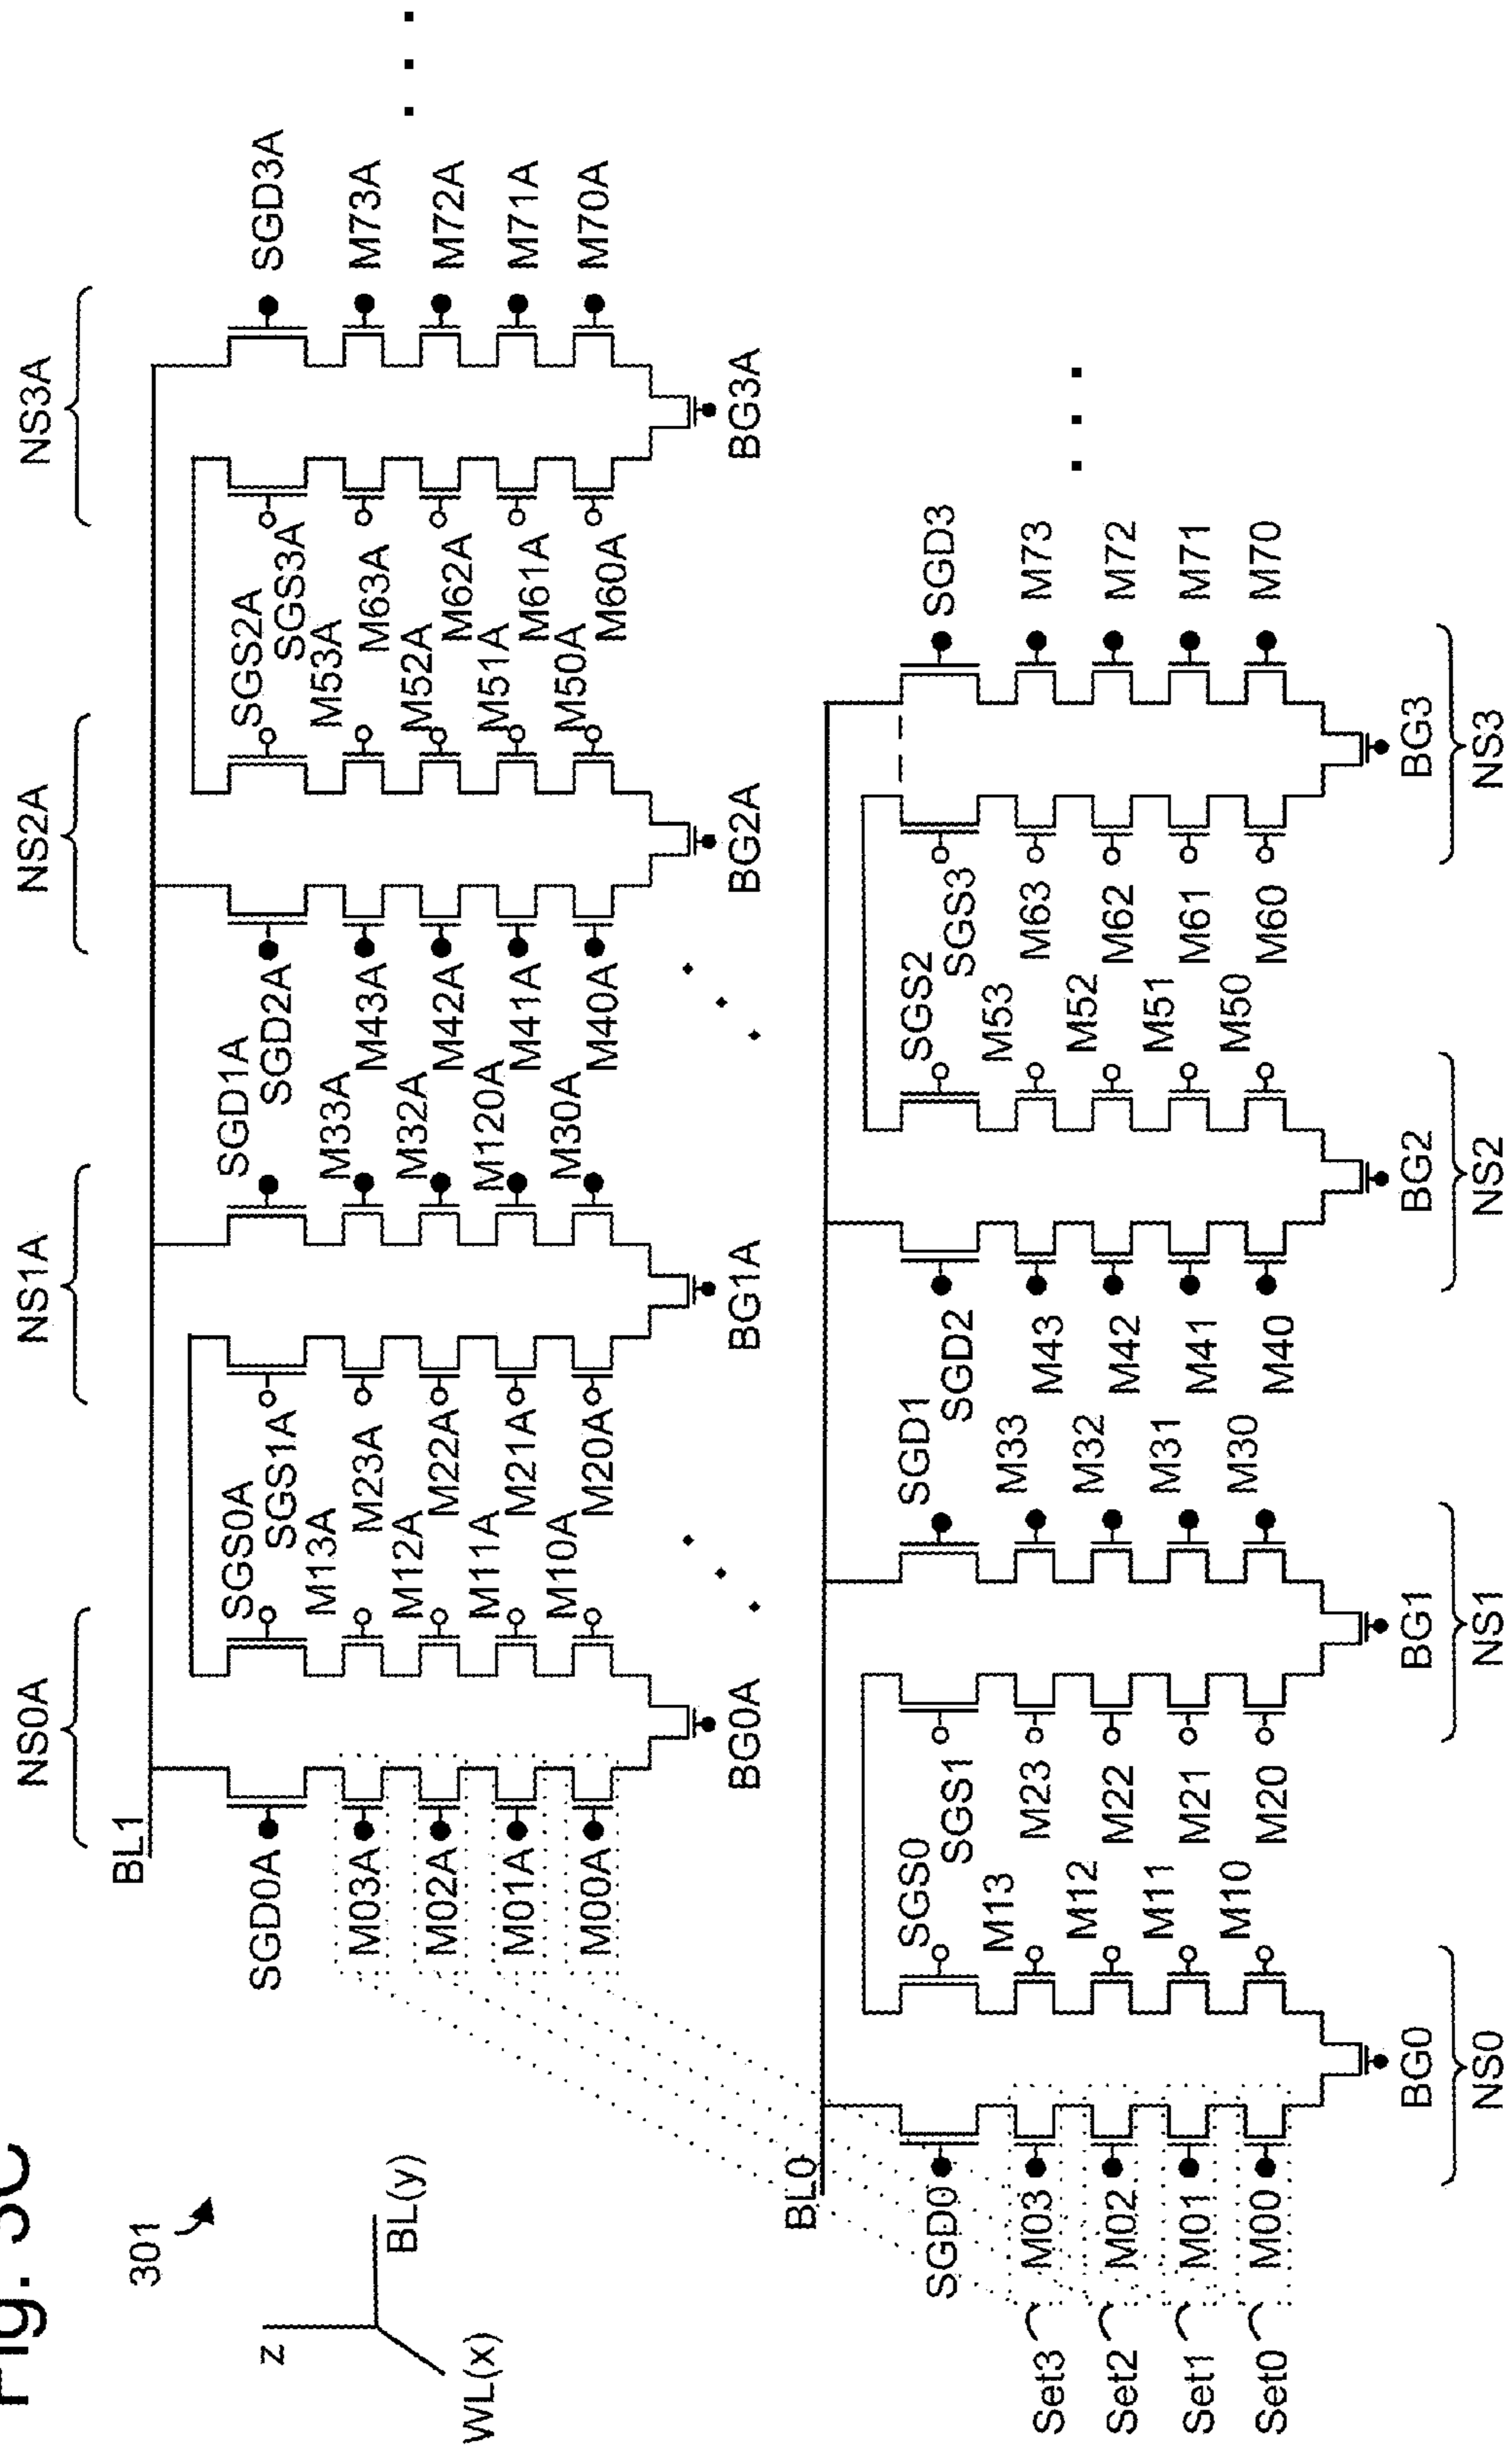 Fig. 3C
301
z
BL(y)
WL(x)
NS0A
NS1A
NS2A
NS3A
BL1
SGD0A
SGS0A
SGS1A
SGD1A
SGD2A
SGS2A
SGS3A
SGD3A
M03A
M13A
M23A
M33A
M43A
M53A
M63A
M73A
M02A
M12A
M22A
M32A
M42A
M52A
M62A
M72A
M01A
M11A
M21A
M120A
M41A
M51A
M61A
M71A
M00A
M10A
M20A
M30A
M40A
M50A
M60A
M70A
BG0A
BG1A
BG2A
BG3A
BL0
SGD0
SGS0
SGS1
SGD1
SGD2
SGS2
SGS3
SGD3
Set3
M03
M13
M23
M33
M43
M53
M63
M73
Set2
M02
M12
M22
M32
M42
M52
M62
M72
Set1
M01
M11
M21
M31
M41
M51
M61
M71
Set0
M00
M10
M20
M30
M40
M50
M60
M70
BG0
BG1
BG2
BG3
NS0
NS1
NS2
NS3